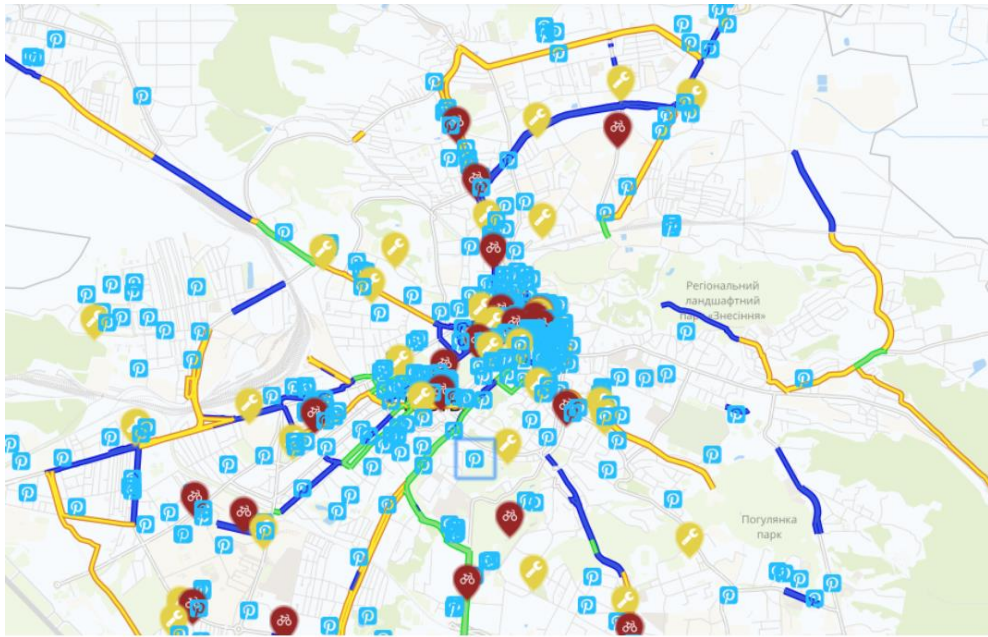 Регіональний
ландшафтний
парк «Знесіння»
Погулянка
парк